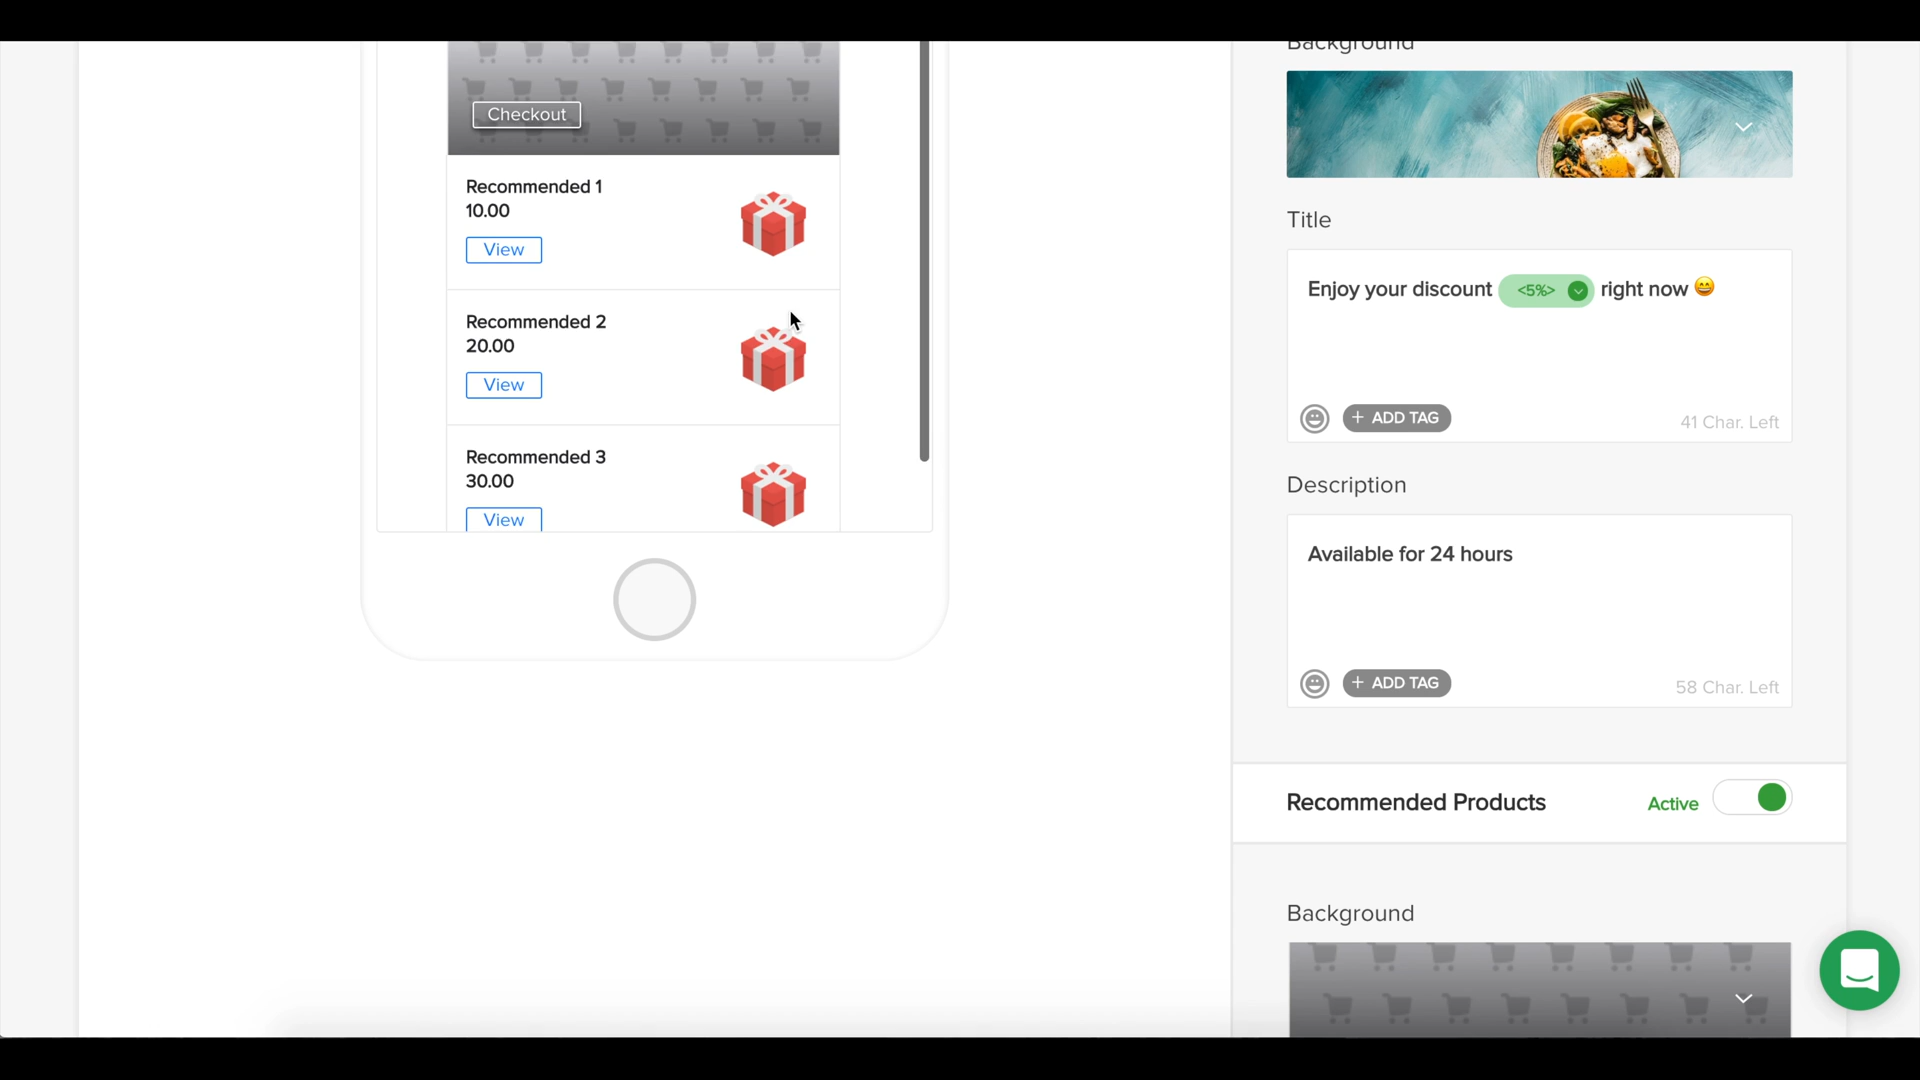 Checkout
Recommended 1
10.00
View
Recommended 2
20.00
View
Recommended 3
30.00
View
Background
Title
Enjoy your discount <5%> right now 😄
+ ADD TAG
41 Char. Left
Description
Available for 24 hours
+ ADD TAG
58 Char. Left
Recommended Products
Active
Background